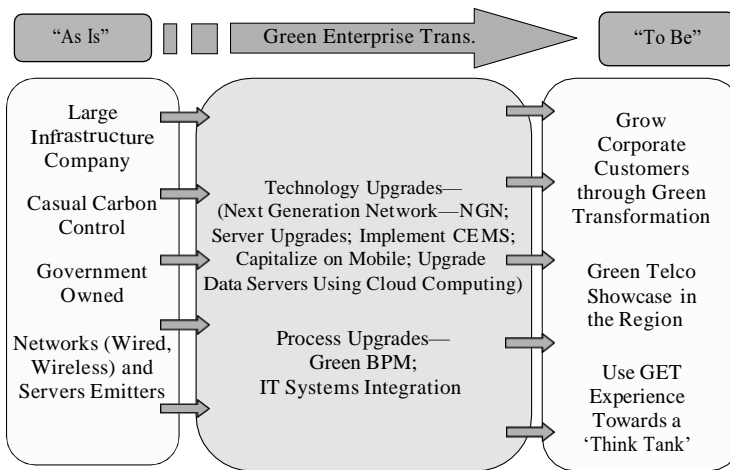 “As Is”
Green Enterprise Trans.
“To Be”
Large
Infrastructure
Company
Casual Carbon
Control
Government
Owned
Networks (Wired,
Wireless) and
Servers Emitters
Technology Upgrades—
(Next Generation Network—NGN;
Server Upgrades; Implement CEMS;
Capitalize on Mobile; Upgrade
Data Servers Using Cloud Computing)
Process Upgrades—
Green BPM;
IT Systems Integration
Grow
Corporate
Customers
through Green
Transformation
Green Telco
Showcase in
the Region
Use GET
Experience
Towards a
‘Think Tank’